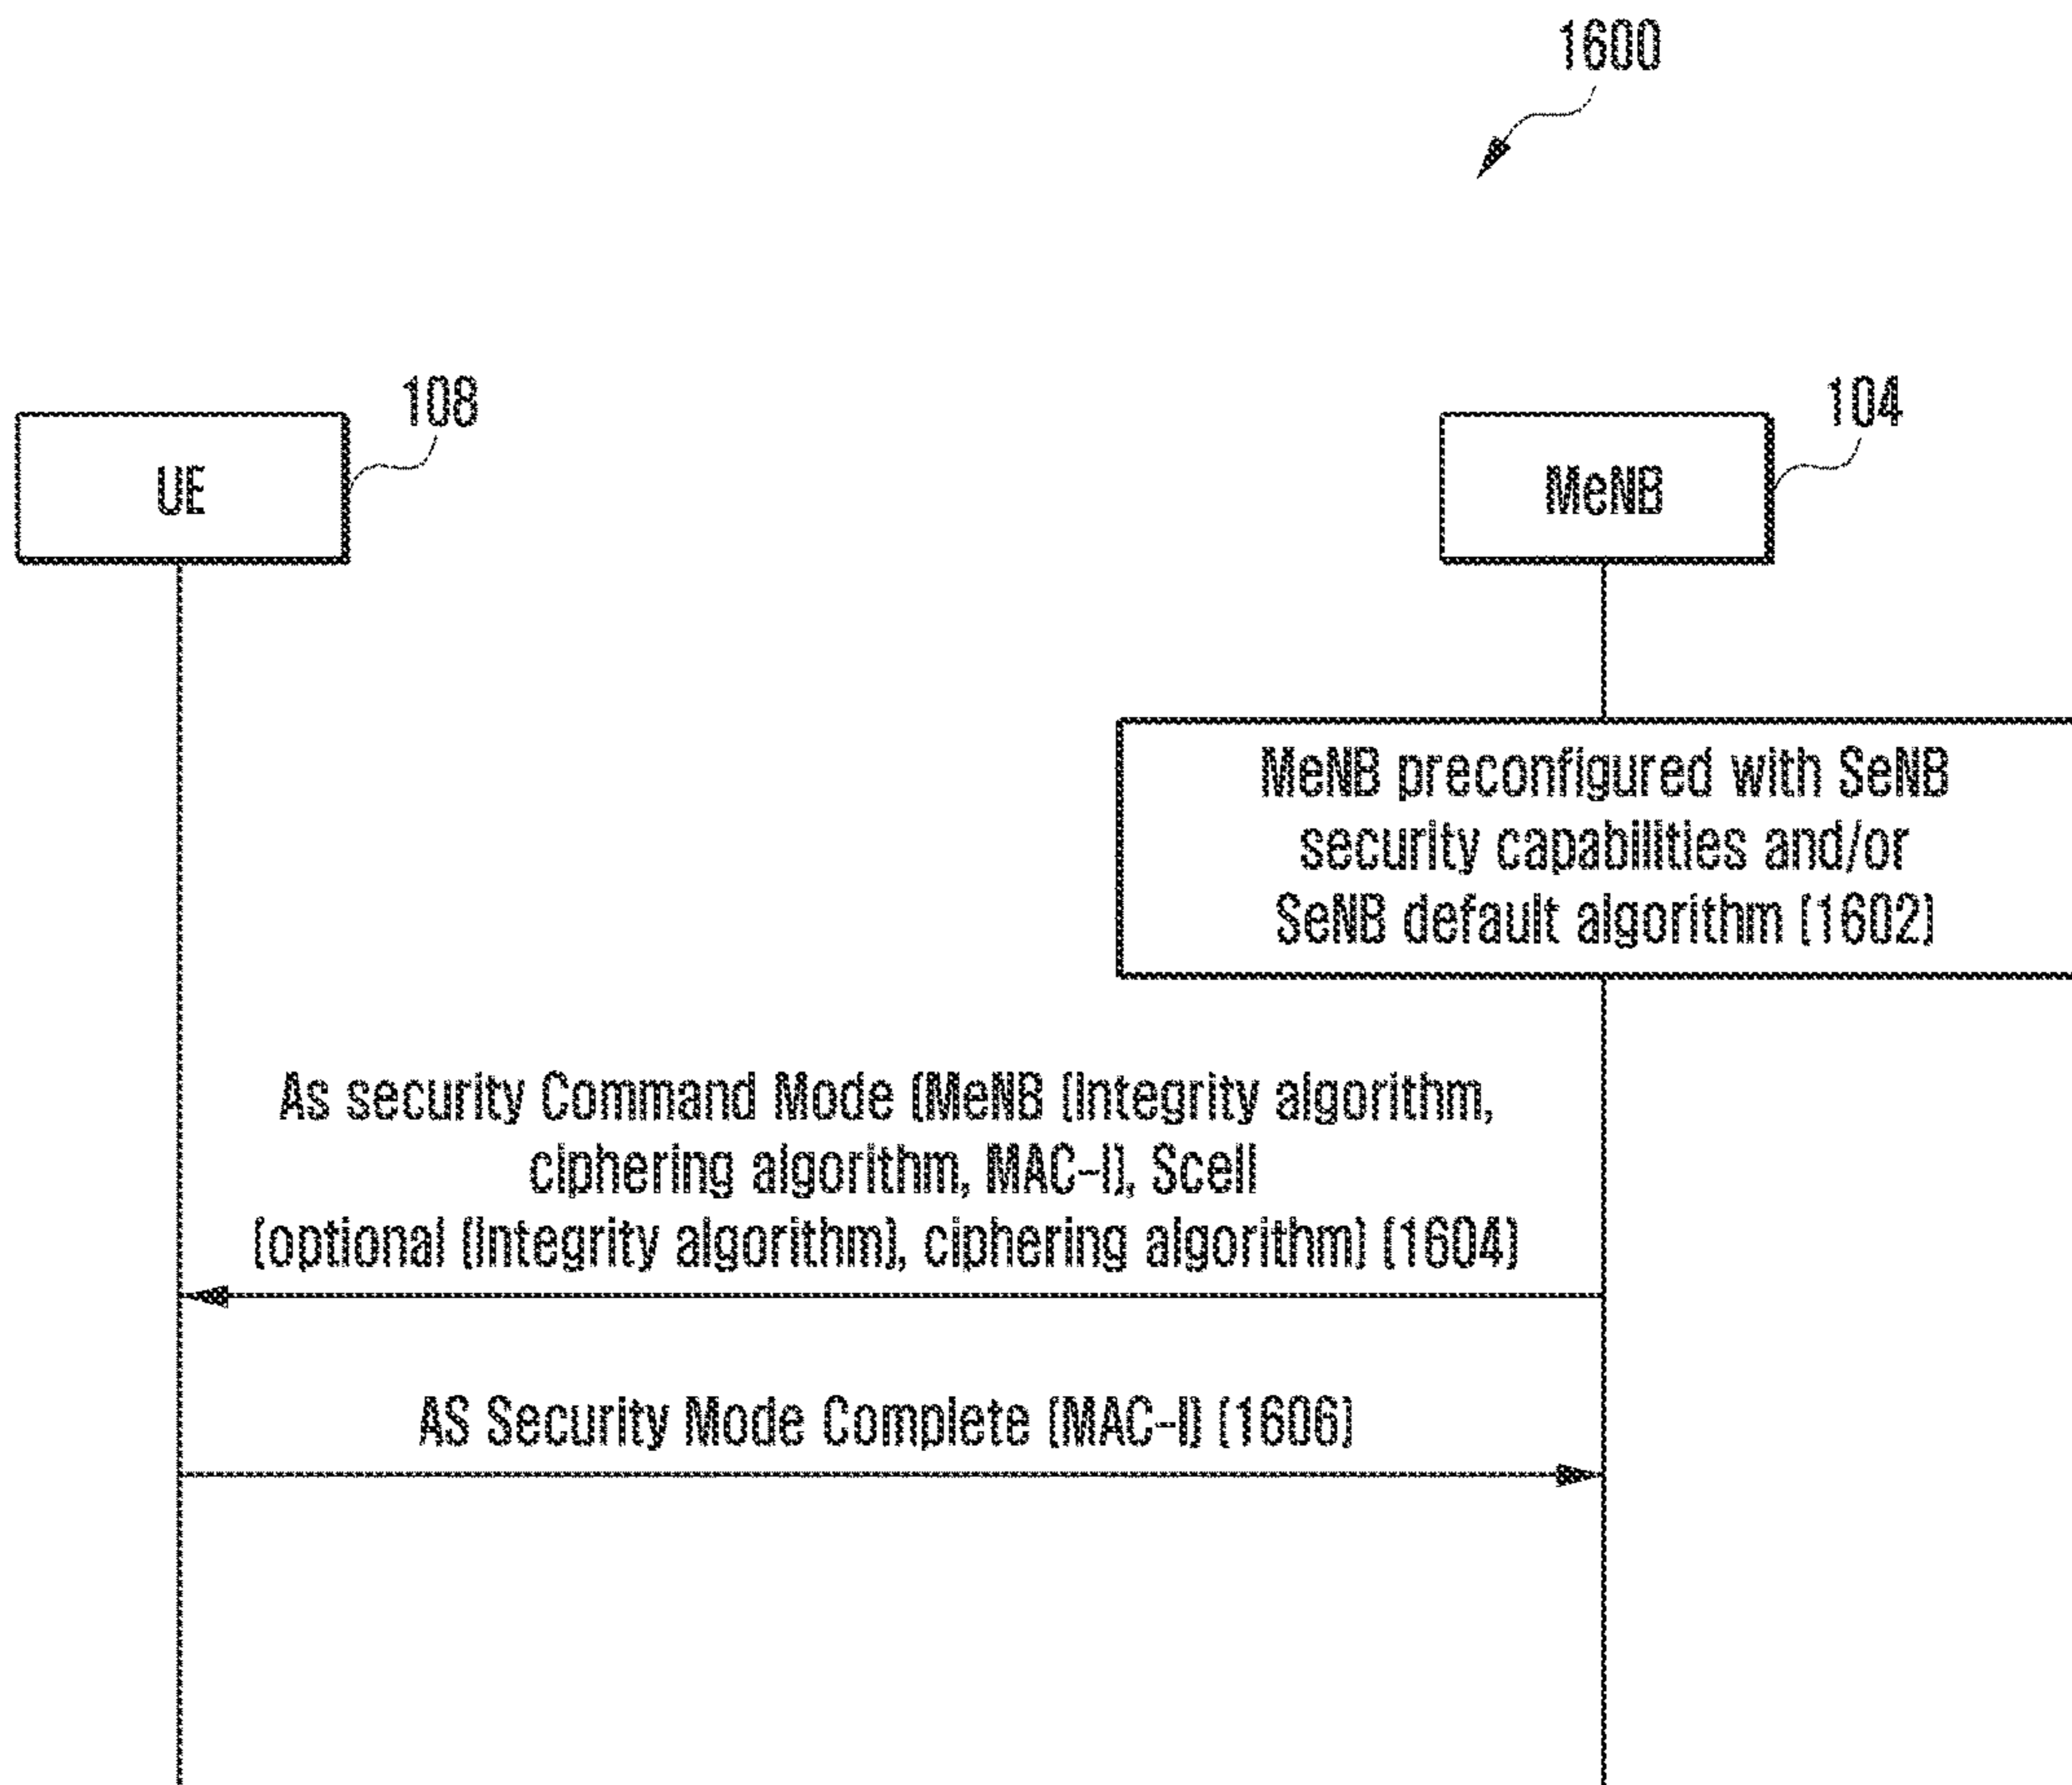 1600
108
104
UE
MeNB
MeNB preconfigured with SeNB
security capabilities and/or
SeNB default algorithm (1602)
As security Command Mode (MeNB (Integrity algorithm,
ciphering algorithm, MAC-I), Scell
(optional (Integrity algorithm), ciphering algorithm) (1604)
AS Security Mode Complete (MAC-I) (1606)